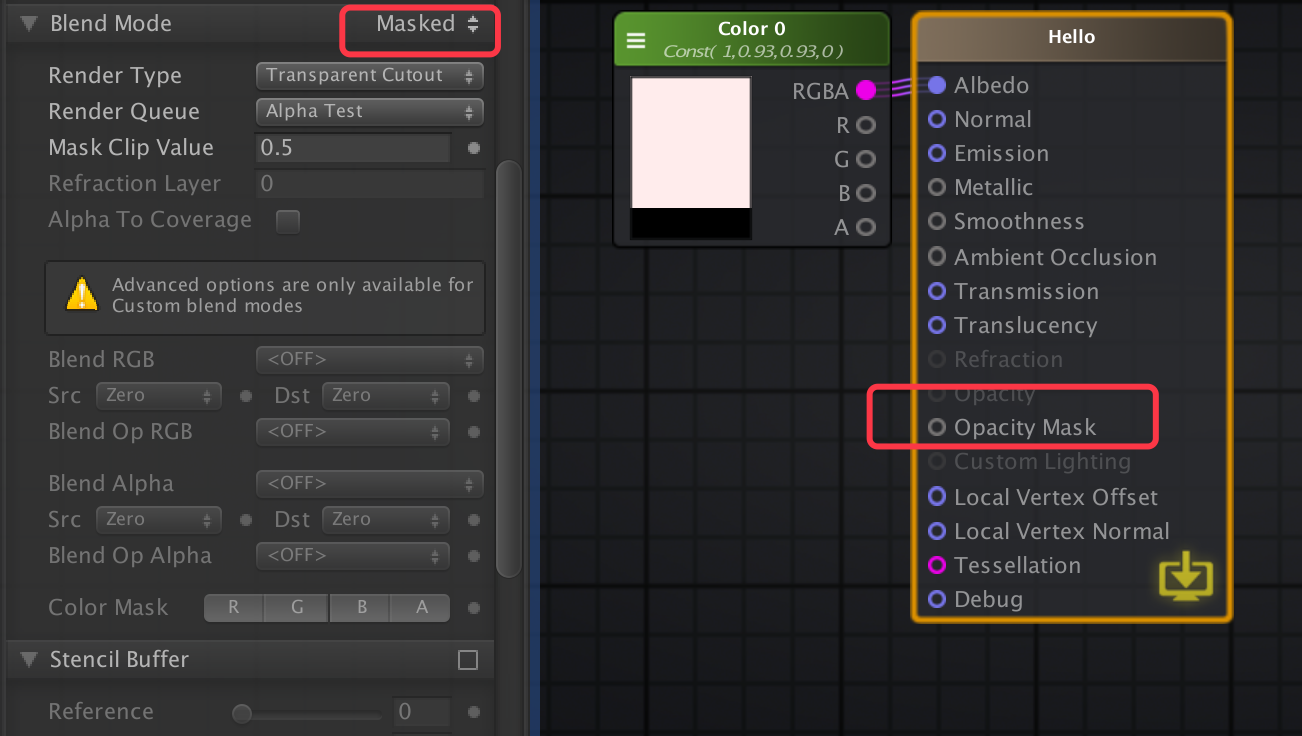 Blend Mode Masked
Render Type Transparent Cutout
Render Queue Alpha Test
Mask Clip Value 0.5
Refraction Layer 0
Alpha To Coverage
Advanced options are only available for
Custom blend modes
Blend RGB <OFF>
Src Zero Dst Zero
Blend Op RGB <OFF>
Blend Alpha <OFF>
Src Zero Dst Zero
Blend Op Alpha <OFF>
Color Mask R G B A
Stencil Buffer
Reference 0
Color 0
Const( 1,0.93,0.93,0 )
RGBA
R
G
B
A
Hello
Albedo
Normal
Emission
Metallic
Smoothness
Ambient Occlusion
Transmission
Translucency
Refraction
Opacity
Opacity Mask
Custom Lighting
Local Vertex Offset
Local Vertex Normal
Tessellation
Debug